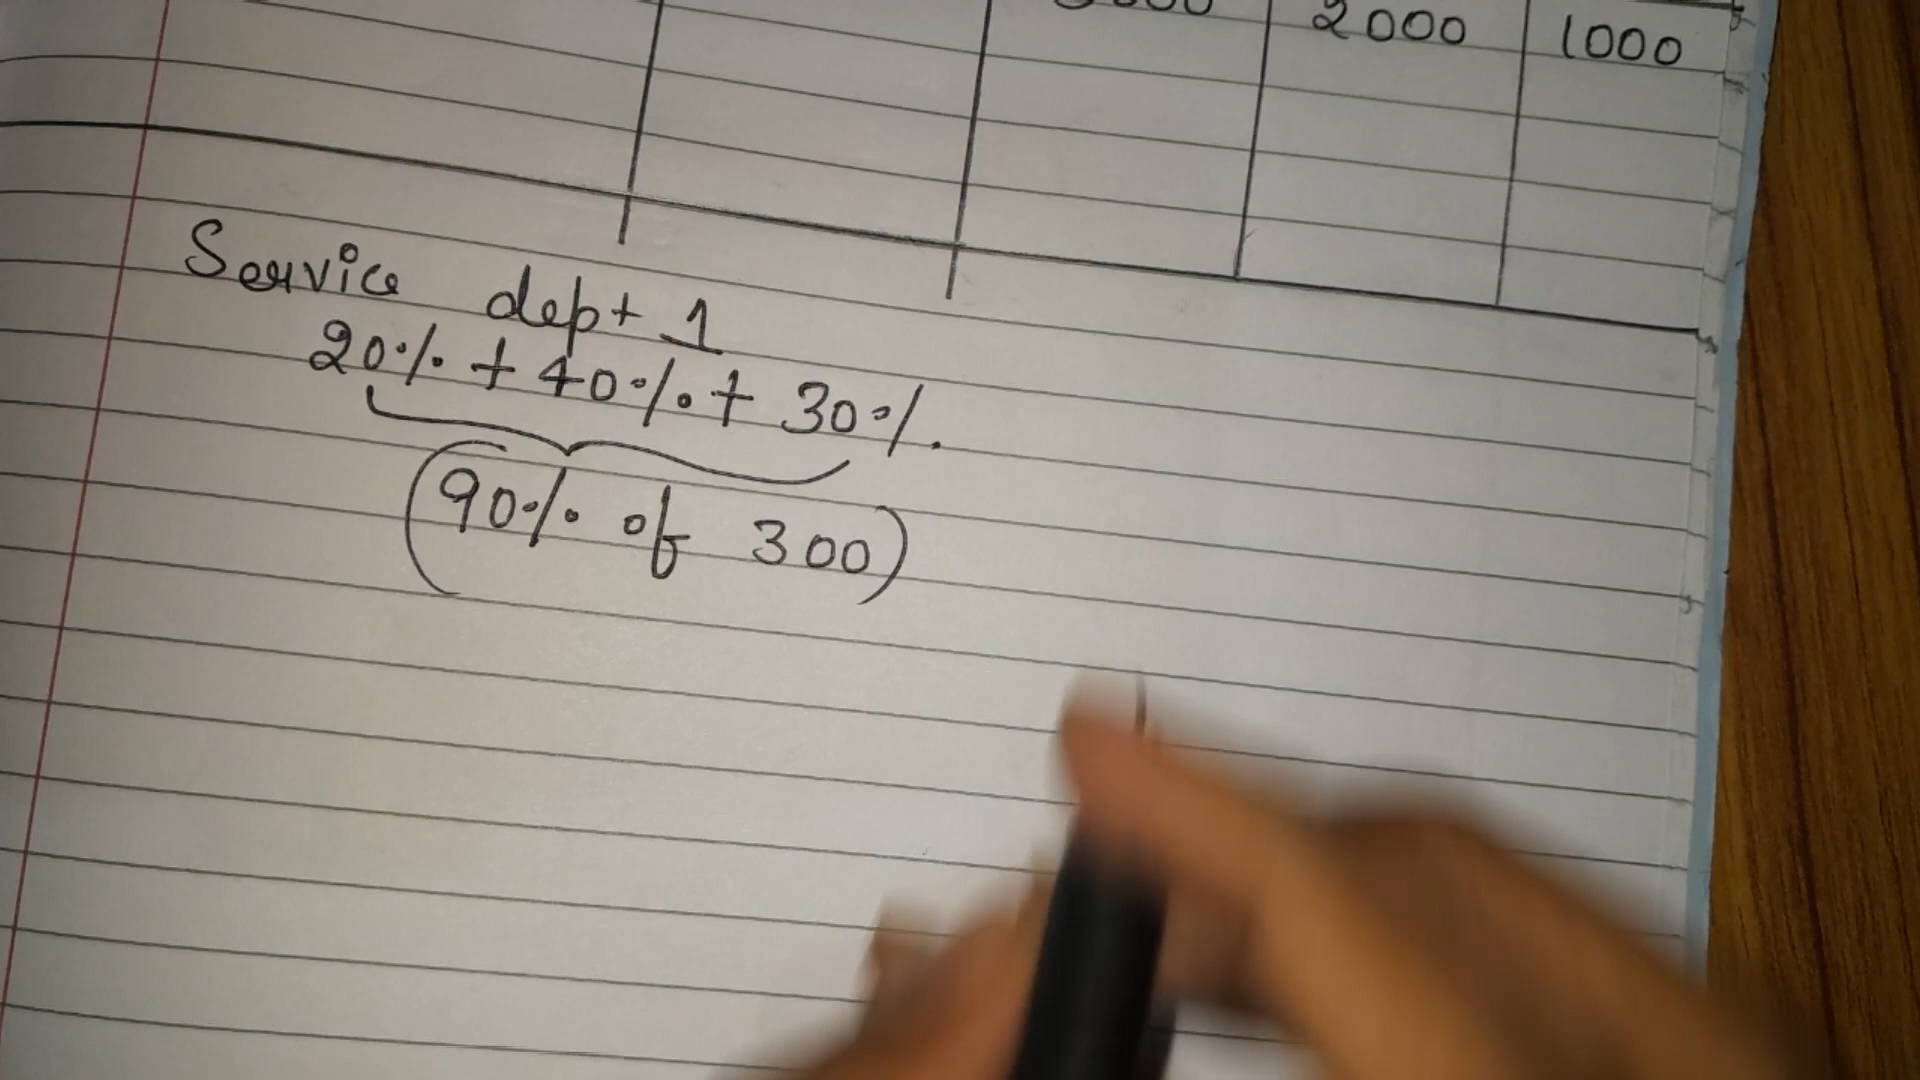 2000 1000
Service dept 1
20% + 40% + 30%
(90% of 300)